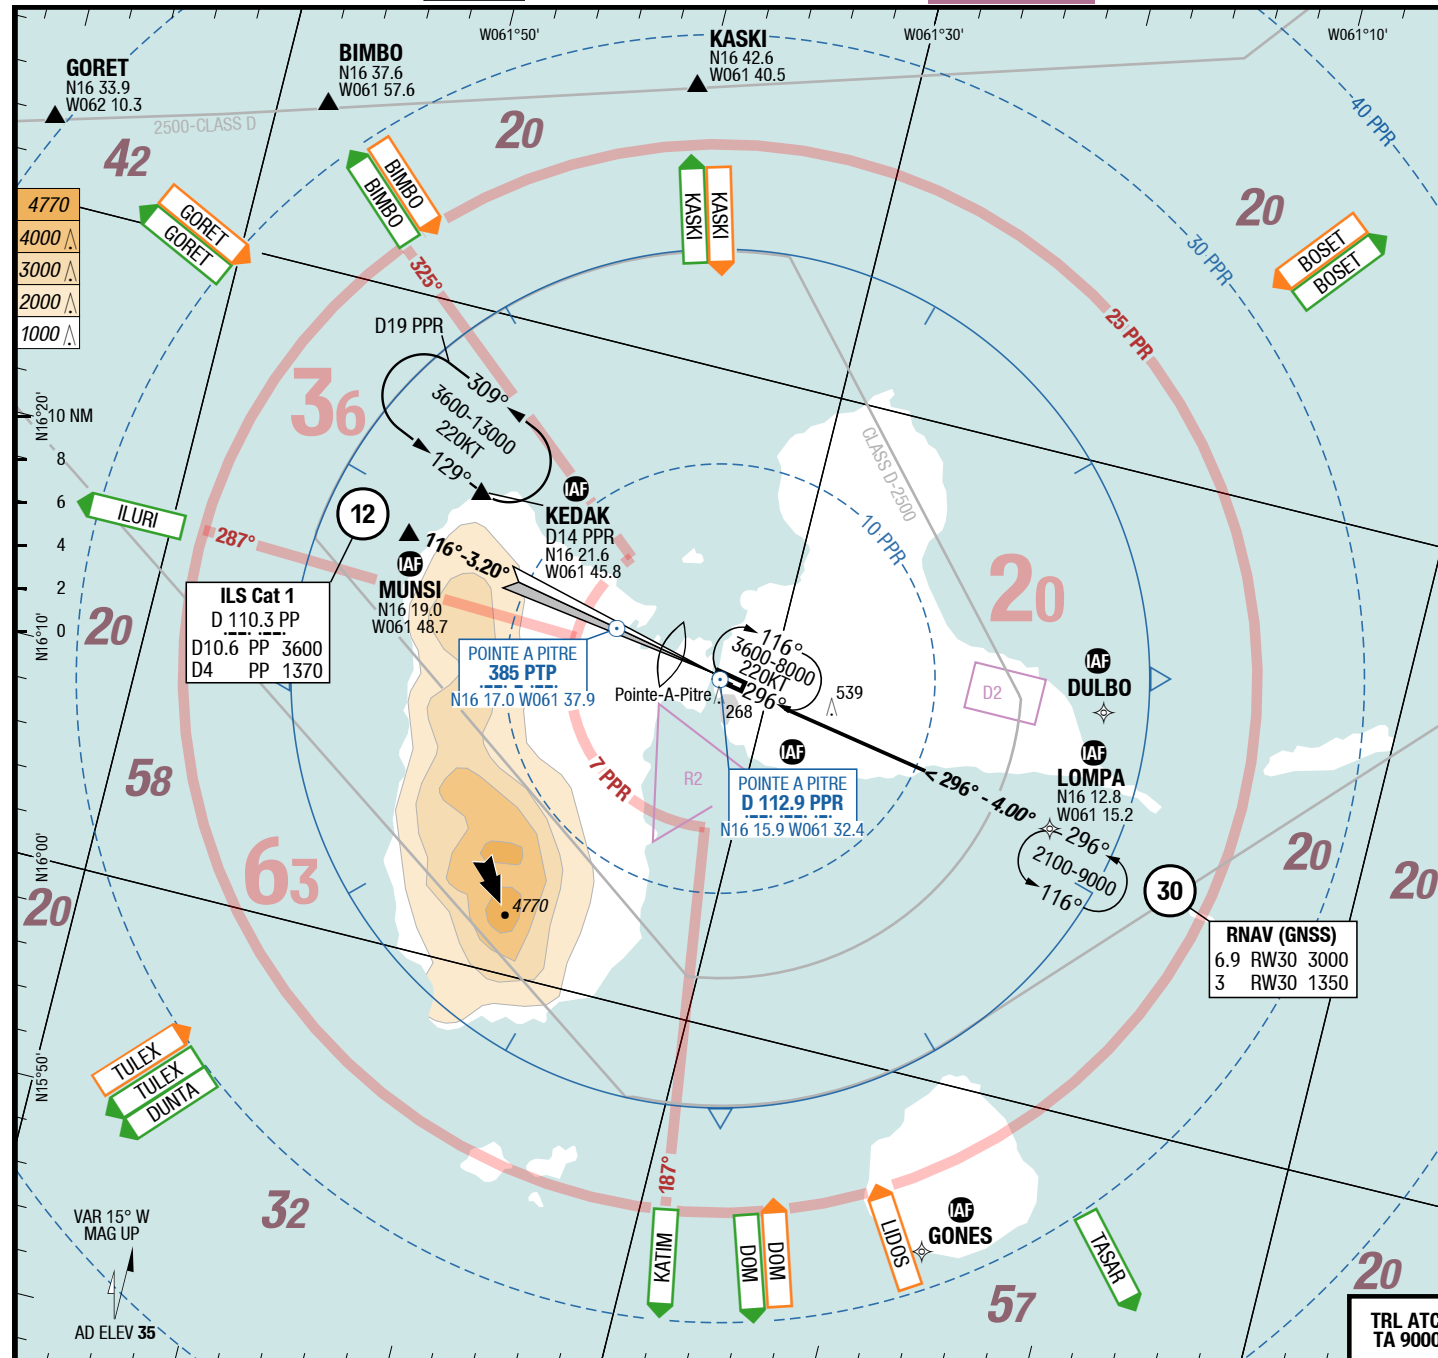 W061°50'
W061°30'
W061°10'
GORET
N16 33.9
W062 10.3
BIMBO
N16 37.6
W061 57.6
KASKI
N16 42.6
W061 40.5
2500-CLASS D
40 PPR
42
20
20
BIMBO
BIMBO
GORET
GORET
KASKI
KASKI
BOSET
BOSET
30 PPR
4770
4000
3000
2000
1000
325°
25 PPR
D19 PPR
36
309°
3600-13000
220KT
129°
N16°20'
10 NM
8
6
4
2
0
N16°10'
CLASS D-2500
IAF
KEDAK
D14 PPR
N16 21.6
W061 45.8
12
ILURI
287°
116°-3.20°
IAF
MUNSI
N16 19.0
W061 48.7
10 PPR
20
ILS Cat 1
D 110.3 PP
D10.6 PP 3600
D4 PP 1370
20
POINTE A PITRE
385 PTP
N16 17.0 W061 37.9
116°
3600-8000
220KT
296°
Pointe-A-Pitre
268
539
D2
IAF
DULBO
IAF
IAF
LOMPA
N16 12.8
W061 15.2
R2
7 PPR
POINTE A PITRE
D 112.9 PPR
N16 15.9 W061 32.4
< 296° - 4.00°
58
296°
2100-9000
116°
30
20
20
RNAV (GNSS)
6.9 RW30 3000
3 RW30 1350
N16°00'
63
20
4770
N15°50'
TULEX
TULEX
DUNTA
187°
32
VAR 15° W
MAG UP
AD ELEV 35
KATIM
DOM
DOM
LIDOS
IAF
GONES
TASAR
57
20
TRL ATC
TA 9000